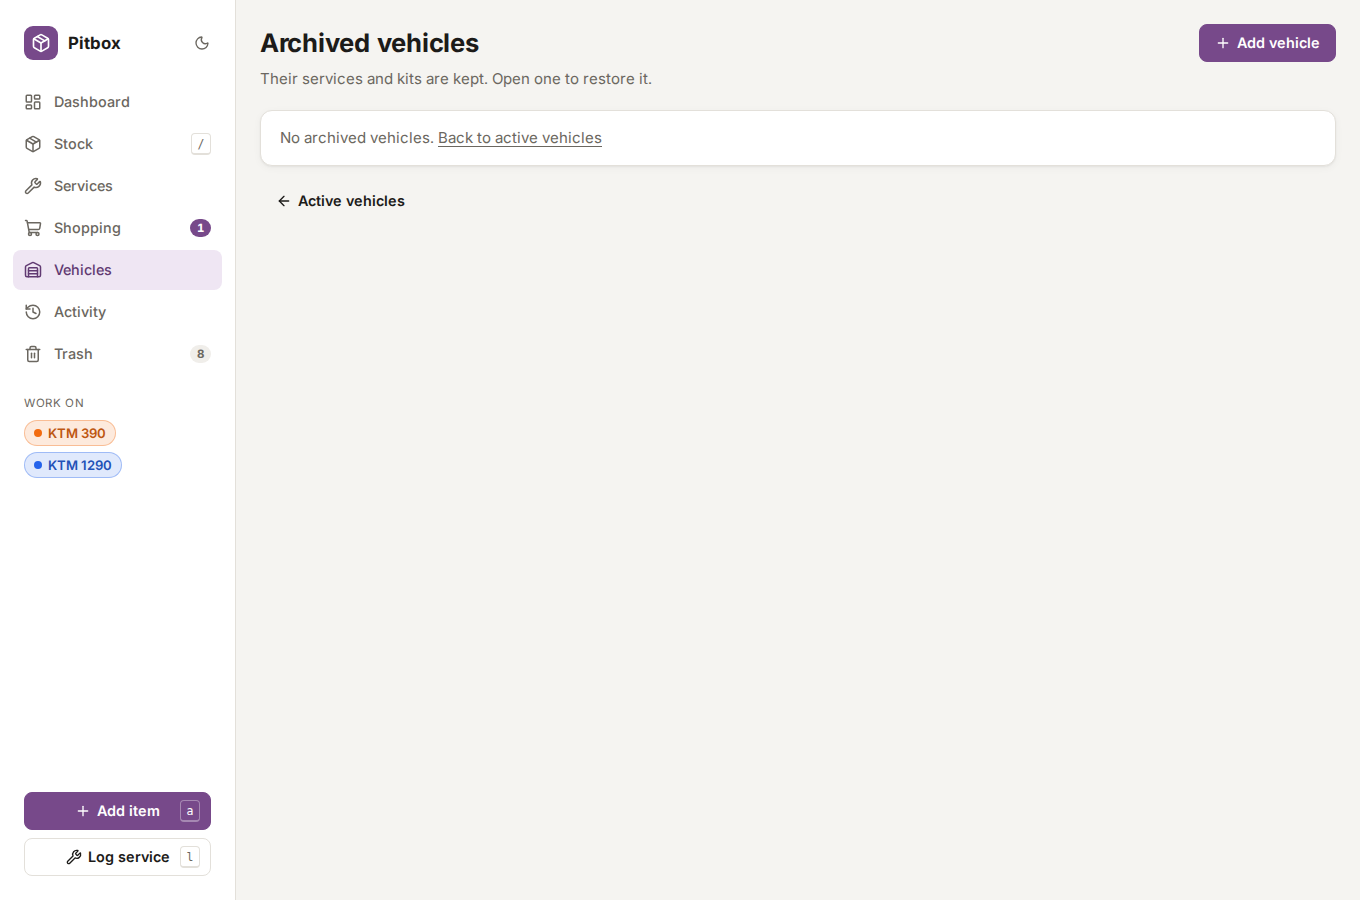 Pitbox
Dashboard
Stock /
Services
Shopping 1
Vehicles
Activity
Trash 8
WORK ON
KTM 390
KTM 1290
Add item a
Log service l
Archived vehicles
Add vehicle
Their services and kits are kept. Open one to restore it.
No archived vehicles. Back to active vehicles
Active vehicles